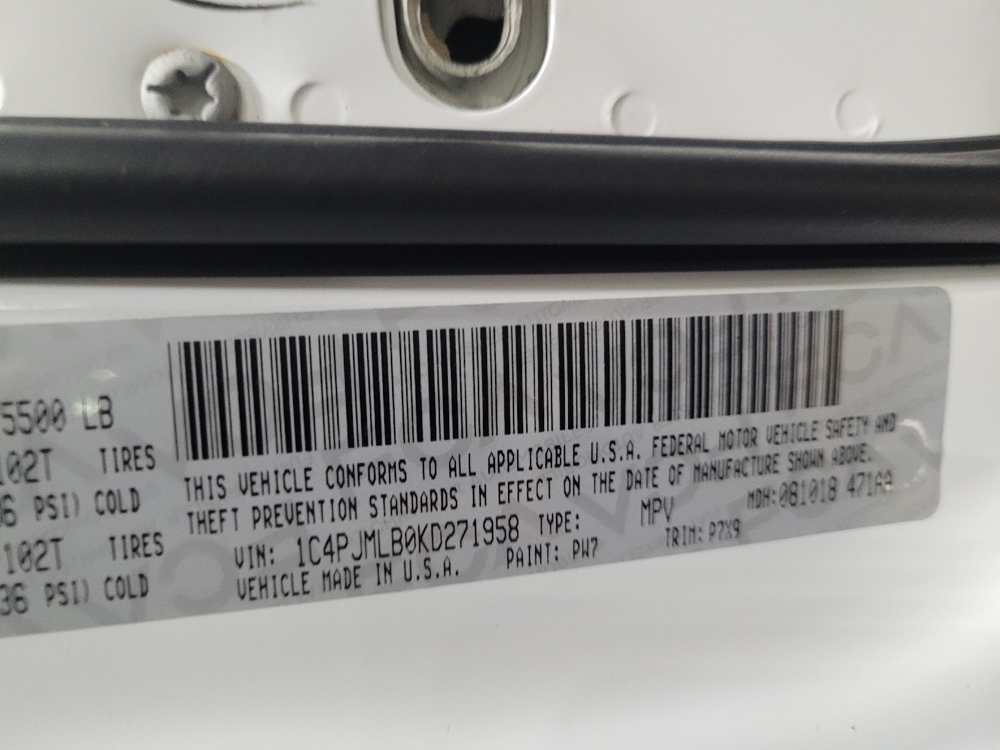 5500 LB
102T TIRES
36 PSI) COLD
102T TIRES
36 PSI) COLD
THIS VEHICLE CONFORMS TO ALL APPLICABLE U.S.A. FEDERAL MOTOR VEHICLE SAFETY AND
THEFT PREVENTION STANDARDS IN EFFECT ON THE DATE OF MANUFACTURE SHOWN ABOVE.
VIN: 1C4PJMLB0KD271958 TYPE: MPV MDH:081018 471AA
VEHICLE MADE IN U.S.A. PAINT: PW7 TRIM: P7X9